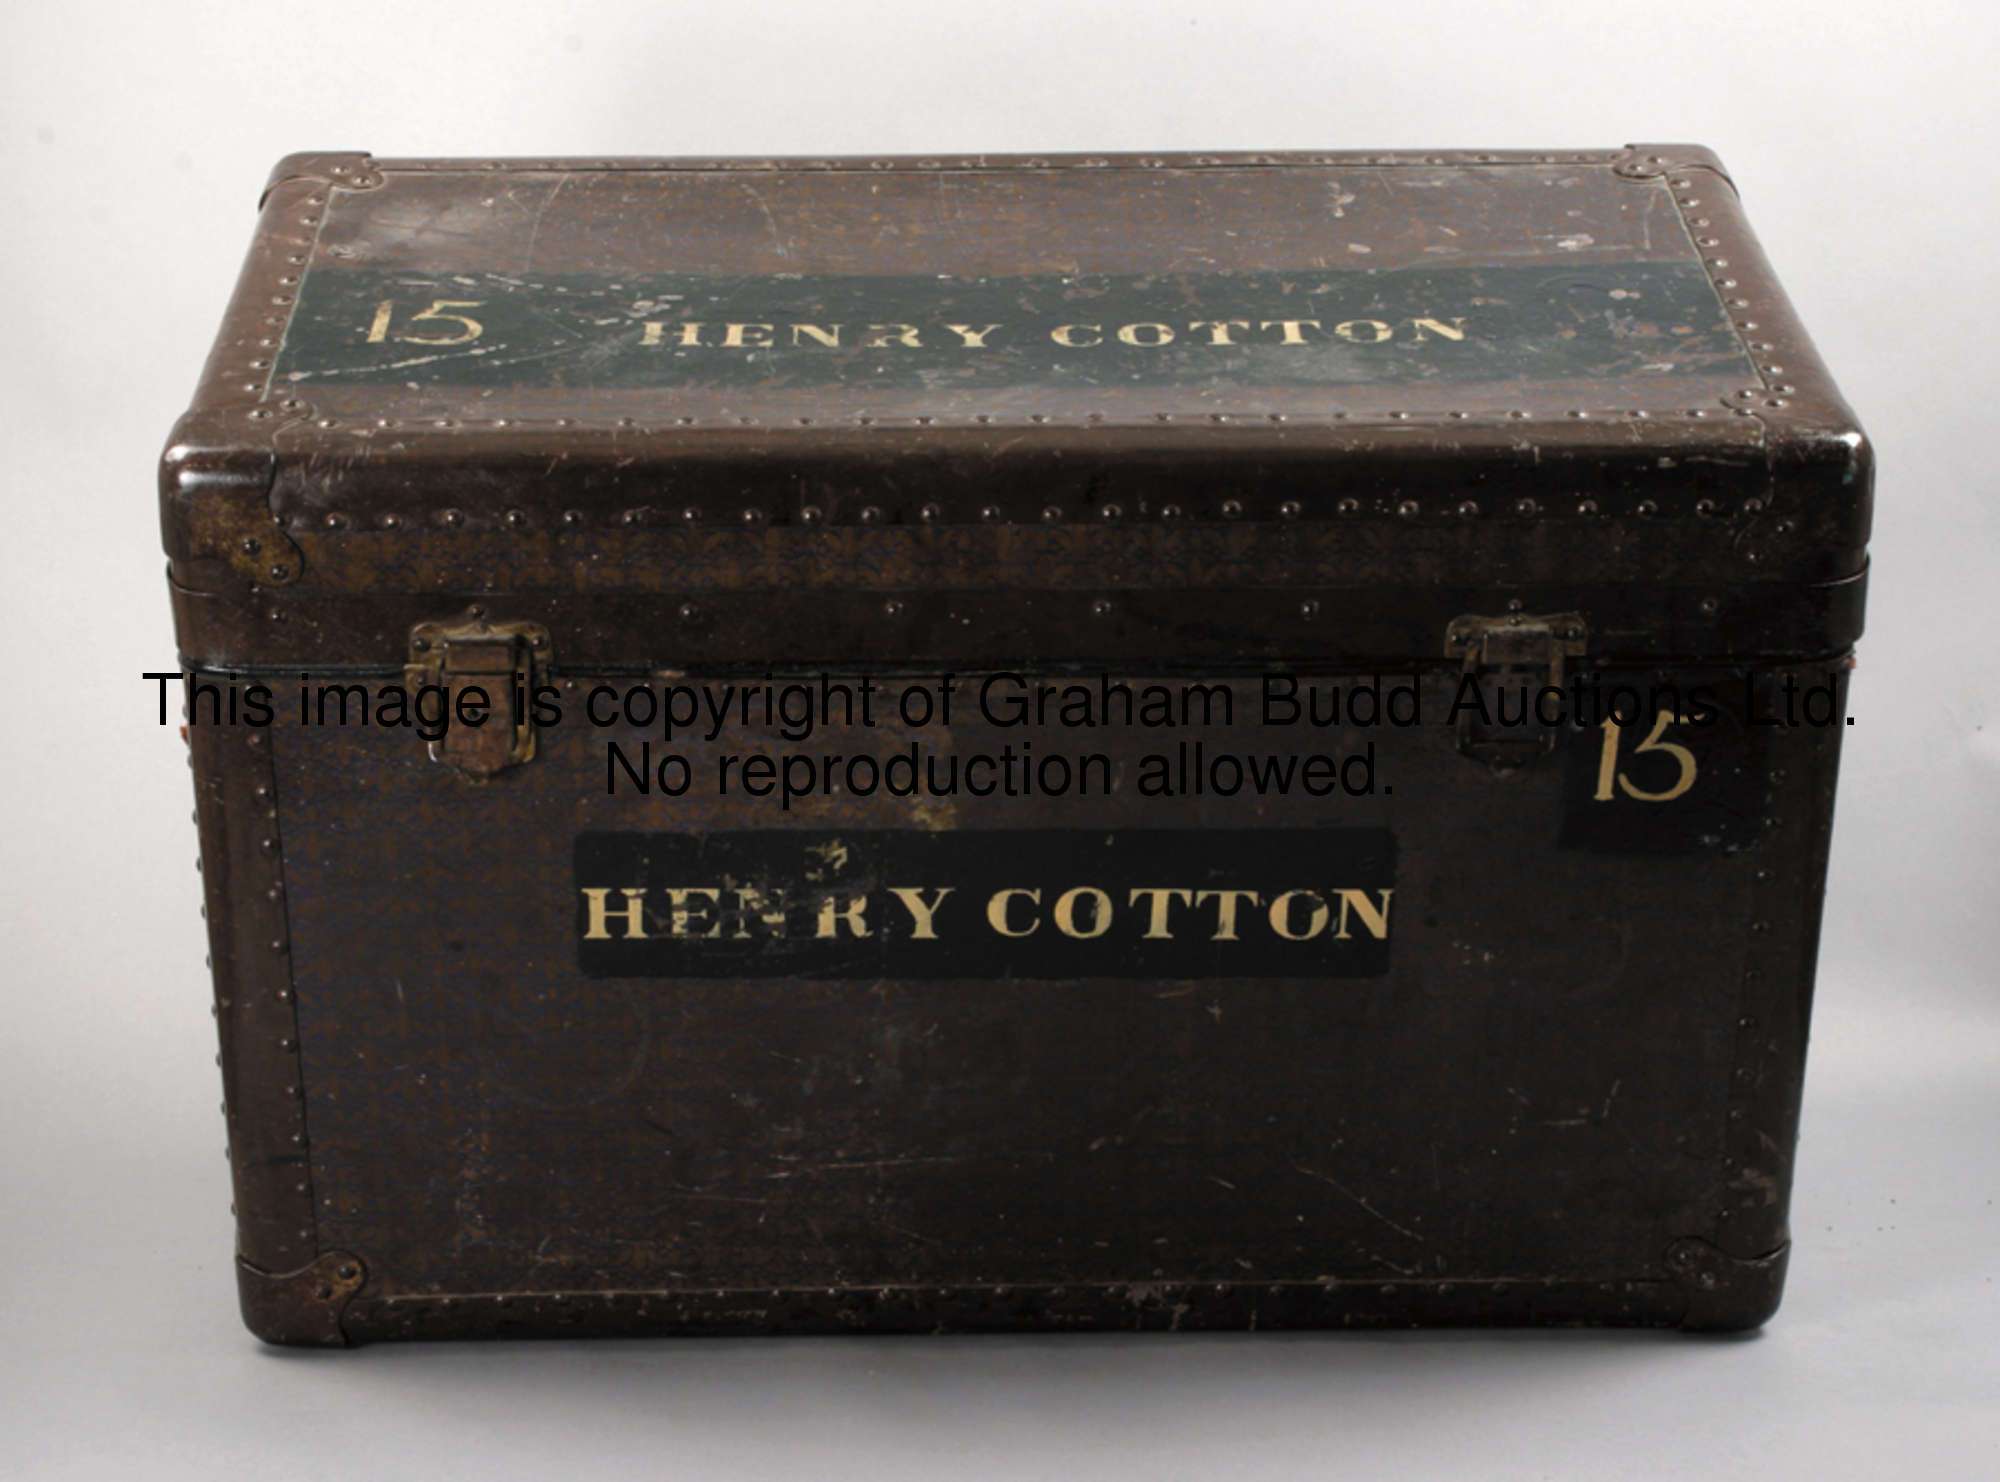 15 HENRY COTTON
This image is copyright of Graham Budd Auctions Ltd.
No reproduction allowed.
15
HENRY COTTON